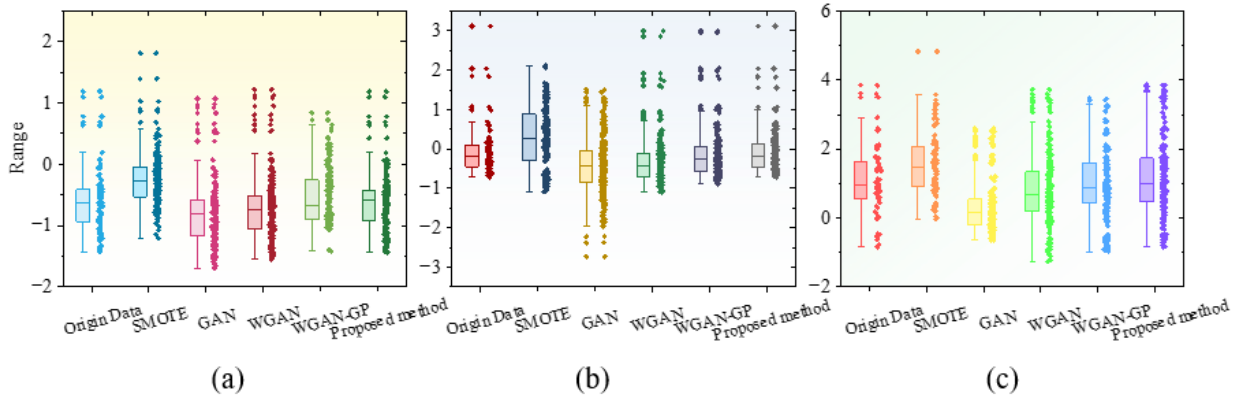 Range
2
1
0
−1
−2
Origin Data
SMOTE
GAN
WGAN
WGAN-GP
Proposed method
(a)
3
2
1
0
−1
−2
−3
Origin Data
SMOTE
GAN
WGAN
WGAN-GP
Proposed method
(b)
6
4
2
0
−2
Origin Data
SMOTE
GAN
WGAN
WGAN-GP
Proposed method
(c)